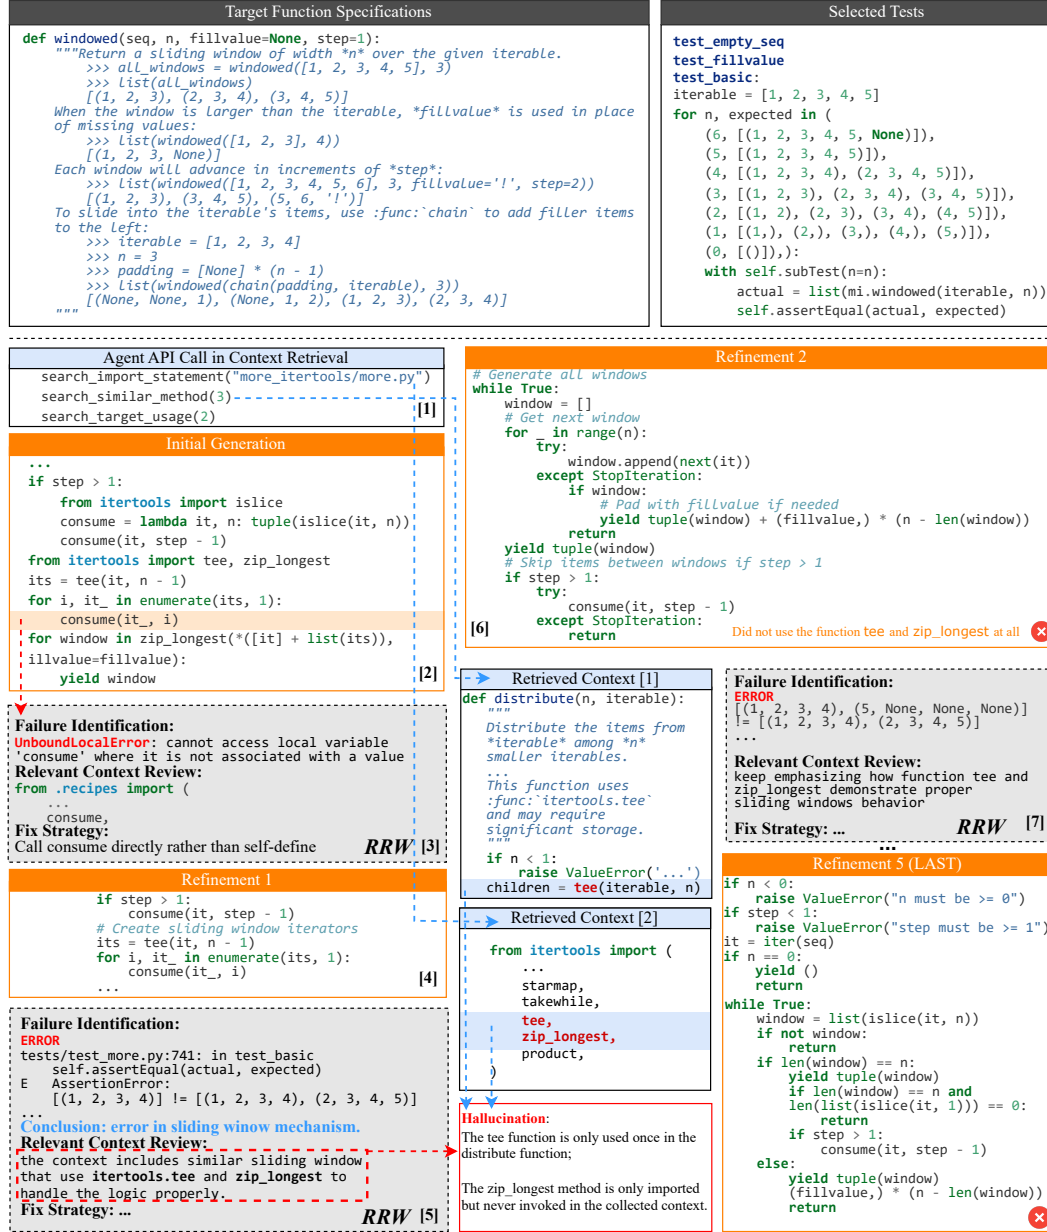 Target Function Specifications
def windowed(seq, n, fillvalue=None, step=1):
"""Return a sliding window of width *n* over the given iterable.
>>> all_windows = windowed([1, 2, 3, 4, 5], 3)
>>> list(all_windows)
[(1, 2, 3), (2, 3, 4), (3, 4, 5)]
When the window is larger than the iterable, *fillvalue* is used in place
of missing values:
>>> list(windowed([1, 2, 3], 4))
[(1, 2, 3, None)]
Each window will advance in increments of *step*:
>>> list(windowed([1, 2, 3, 4, 5, 6], 3, fillvalue='!', step=2))
[(1, 2, 3), (3, 4, 5), (5, 6, '!')]
To slide into the iterable's items, use :func:`chain` to add filler items
to the left:
>>> iterable = [1, 2, 3, 4]
>>> n = 3
>>> padding = [None] * (n - 1)
>>> list(windowed(chain(padding, iterable), 3))
[(None, None, 1), (None, 1, 2), (1, 2, 3), (2, 3, 4)]
"""
Selected Tests
test_empty_seq
test_fillvalue
test_basic:
iterable = [1, 2, 3, 4, 5]
for n, expected in (
(6, [(1, 2, 3, 4, 5, None)]),
(5, [(1, 2, 3, 4, 5)]),
(4, [(1, 2, 3, 4), (2, 3, 4, 5)]),
(3, [(1, 2, 3), (2, 3, 4), (3, 4, 5)]),
(2, [(1, 2), (2, 3), (3, 4), (4, 5)]),
(1, [(1,), (2,), (3,), (4,), (5,)]),
(0, [()]),):
with self.subTest(n=n):
actual = list(mi.windowed(iterable, n))
self.assertEqual(actual, expected)
Agent API Call in Context Retrieval
search_import_statement("more_itertools/more.py")
search_similar_method(3)
search_target_usage(2)
[1]
Initial Generation
...
if step > 1:
from itertools import islice
consume = lambda it, n: tuple(islice(it, n))
consume(it, step - 1)
from itertools import tee, zip_longest
its = tee(it, n - 1)
for i, it_ in enumerate(its, 1):
consume(it_, i)
for window in zip_longest(*([it] + list(its)),
illvalue=fillvalue):
yield window
[2]
Failure Identification:
UnboundLocalError: cannot access local variable
'consume' where it is not associated with a value
Relevant Context Review:
from .recipes import (
...
consume,
Fix Strategy:
Call consume directly rather than self-define
RRW [3]
Refinement 1
if step > 1:
consume(it, step - 1)
# Create sliding window iterators
its = tee(it, n - 1)
for i, it_ in enumerate(its, 1):
consume(it_, i)
...
[4]
Failure Identification:
ERROR
tests/test_more.py:741: in test_basic
self.assertEqual(actual, expected)
E AssertionError:
[(1, 2, 3, 4)] != [(1, 2, 3, 4), (2, 3, 4, 5)]
...
Conclusion: error in sliding winow mechanism.
Relevant Context Review:
the context includes similar sliding window
that use itertools.tee and zip_longest to
handle the logic properly.
Fix Strategy: ...
RRW [5]
Refinement 2
# Generate all windows
while True:
window = []
# Get next window
for _ in range(n):
try:
window.append(next(it))
except StopIteration:
if window:
# Pad with fillvalue if needed
yield tuple(window) + (fillvalue,) * (n - len(window))
return
yield tuple(window)
# Skip items between windows if step > 1
if step > 1:
try:
consume(it, step - 1)
except StopIteration:
return
[6]
Did not use the function tee and zip_longest at all
Retrieved Context [1]
def distribute(n, iterable):
"""
Distribute the items from
*iterable* among *n*
smaller iterables.
...
This function uses
:func:`itertools.tee`
and may require
significant storage.
"""
if n < 1:
raise ValueError('...')
children = tee(iterable, n)
Retrieved Context [2]
from itertools import (
...
starmap,
takewhile,
tee,
zip_longest,
product,
)
Hallucination:
The tee function is only used once in the
distribute function;
The zip_longest method is only imported
but never invoked in the collected context.
Failure Identification:
ERROR
[(1, 2, 3, 4), (5, None, None, None)]
!= [(1, 2, 3, 4), (2, 3, 4, 5)]
...
Relevant Context Review:
keep emphasizing how function tee and
zip_longest demonstrate proper
sliding windows behavior
Fix Strategy: ...
RRW [7]
...
Refinement 5 (LAST)
if n < 0:
raise ValueError("n must be >= 0")
if step < 1:
raise ValueError("step must be >= 1")
it = iter(seq)
if n == 0:
yield ()
return
while True:
window = list(islice(it, n))
if not window:
return
if len(window) == n:
yield tuple(window)
if len(window) == n and
len(list(islice(it, 1))) == 0:
return
if step > 1:
consume(it, step - 1)
else:
yield tuple(window)
(fillvalue,) * (n - len(window))
return